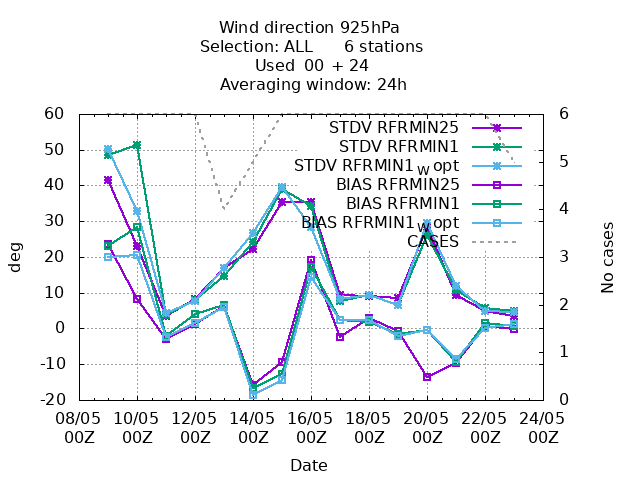 Wind direction 925hPa
Selection: ALL 6 stations
Used 00 + 24
Averaging window: 24h
STDV RFRMIN25
STDV RFRMIN1
STDV RFRMIN1_w opt
BIAS RFRMIN25
BIAS RFRMIN1
BIAS RFRMIN1_w opt
CASES
deg
60
50
40
30
20
10
0
-10
-20
No cases
6
5
4
3
2
1
0
08/05 10/05 12/05 14/05 16/05 18/05 20/05 22/05 24/05
00Z 00Z 00Z 00Z 00Z 00Z 00Z 00Z 00Z
Date